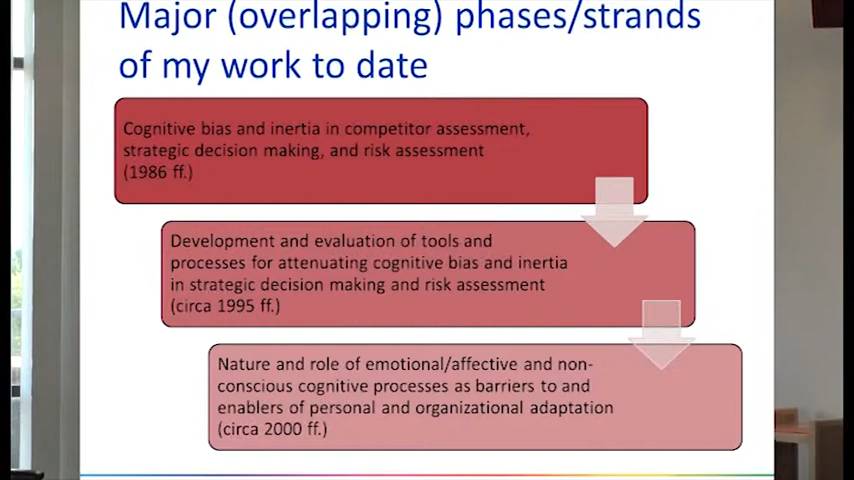 Major (overlapping) phases/strands
of my work to date
Cognitive bias and inertia in competitor assessment,
strategic decision making, and risk assessment
(1986 ff.)
Development and evaluation of tools and
processes for attenuating cognitive bias and inertia
in strategic decision making and risk assessment
(circa 1995 ff.)
Nature and role of emotional/affective and non-
conscious cognitive processes as barriers to and
enablers of personal and organizational adaptation
(circa 2000 ff.)